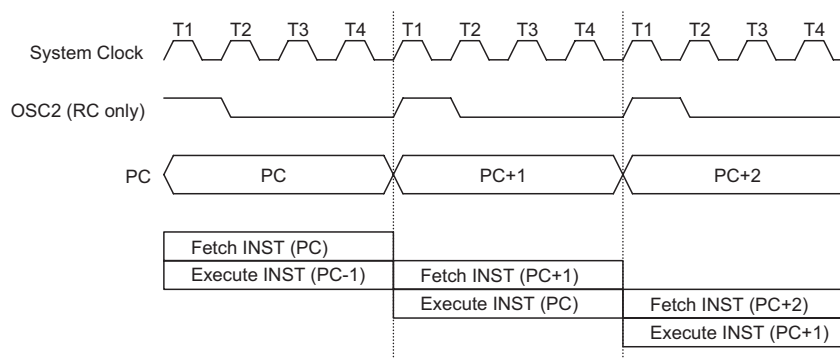 T1 T2 T3 T4 T1 T2 T3 T4 T1 T2 T3 T4
System Clock
OSC2 (RC only)
PC PC PC+1 PC+2
Fetch INST (PC)
Execute INST (PC-1) Fetch INST (PC+1)
Execute INST (PC) Fetch INST (PC+2)
Execute INST (PC+1)